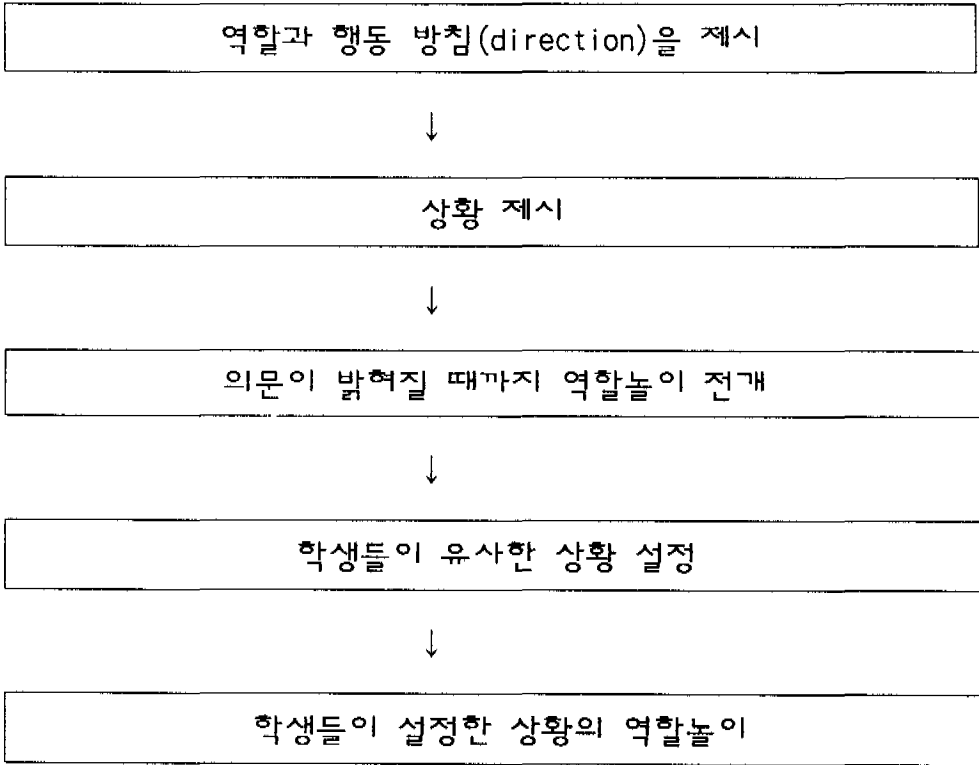 역할과 행동 방침(direction)을 제시
↓
상황 제시
↓
의문이 밝혀질 때까지 역할놀이 전개
↓
학생들이 유사한 상황 설정
↓
학생들이 설정한 상황의 역할놀이